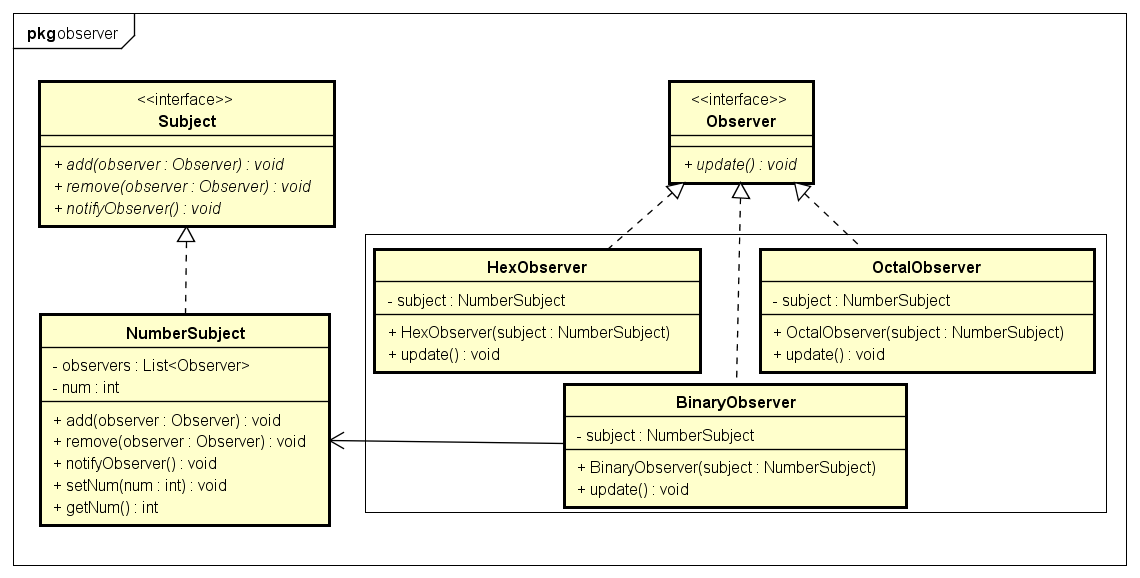 pkg observer
<<interface>>
Subject
+ add(observer : Observer) : void
+ remove(observer : Observer) : void
+ notifyObserver() : void
<<interface>>
Observer
+ update() : void
HexObserver
- subject : NumberSubject
+ HexObserver(subject : NumberSubject)
+ update() : void
OctalObserver
- subject : NumberSubject
+ OctalObserver(subject : NumberSubject)
+ update() : void
NumberSubject
- observers : List<Observer>
- num : int
+ add(observer : Observer) : void
+ remove(observer : Observer) : void
+ notifyObserver() : void
+ setNum(num : int) : void
+ getNum() : int
BinaryObserver
- subject : NumberSubject
+ BinaryObserver(subject : NumberSubject)
+ update() : void